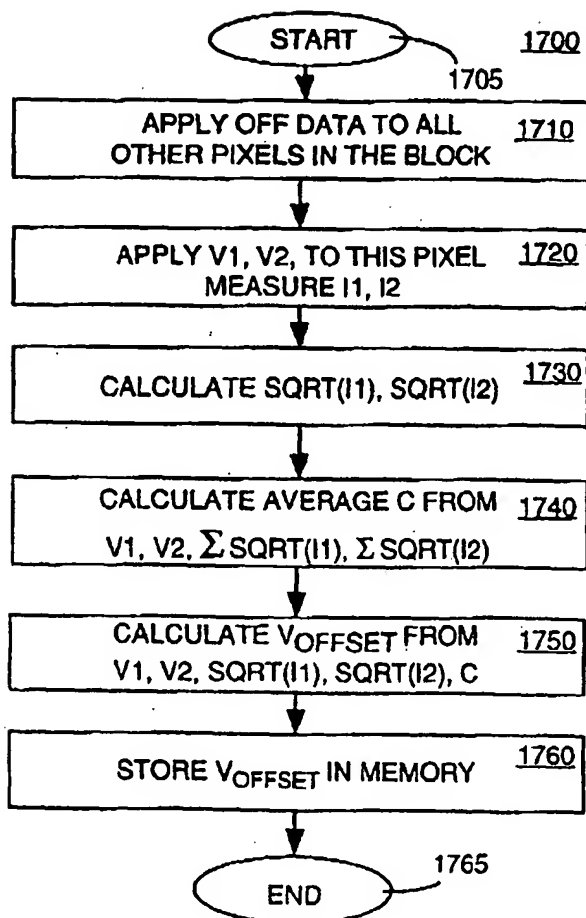 START
1700
1705
APPLY OFF DATA TO ALL
OTHER PIXELS IN THE BLOCK
1710
APPLY V1, V2, TO THIS PIXEL
MEASURE I1, I2
1720
CALCULATE SQRT(I1), SQRT(I2)
1730
CALCULATE AVERAGE C FROM
V1, V2, Σ SQRT(I1), Σ SQRT(I2)
1740
CALCULATE VOFFSET FROM
V1, V2, SQRT(I1), SQRT(I2), C
1750
STORE VOFFSET IN MEMORY
1760
END
1765